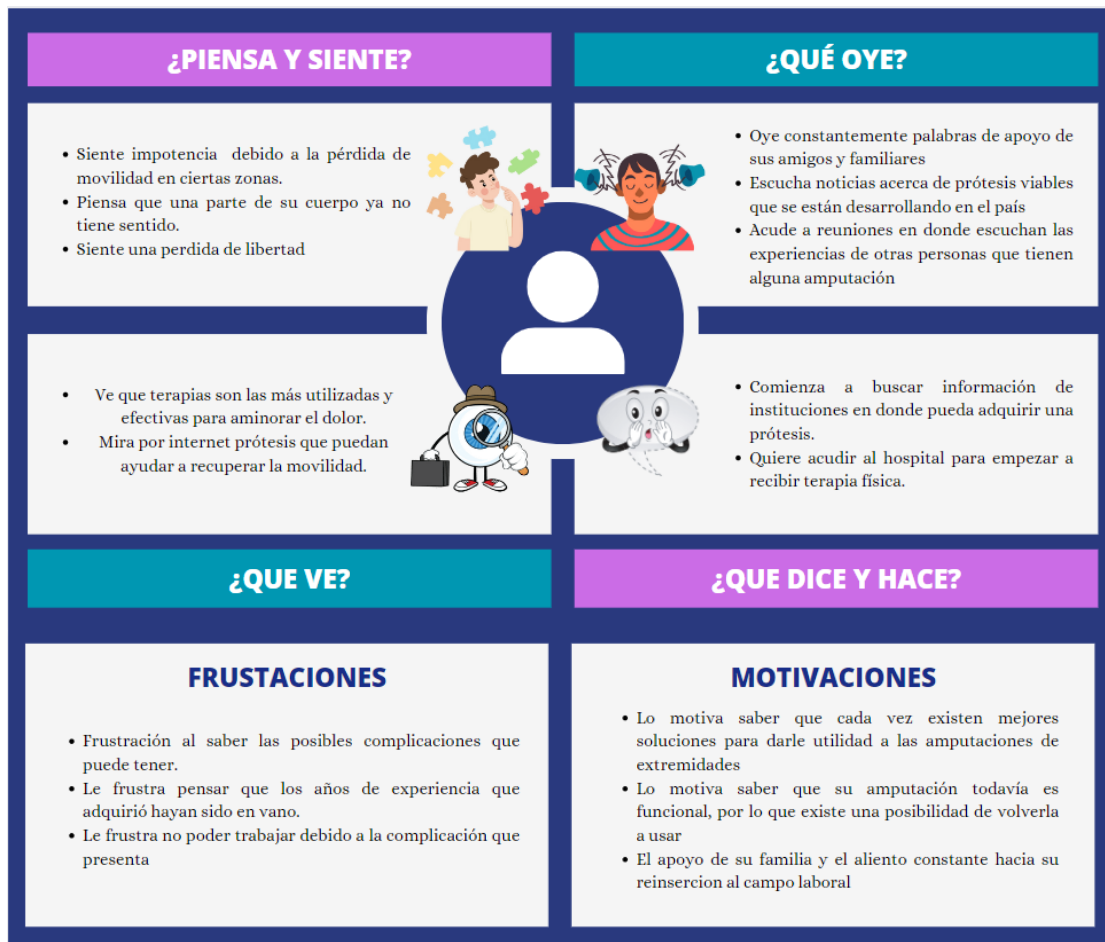 ¿PIENSA Y SIENTE?
• Siente impotencia debido a la pérdida de
movilidad en ciertas zonas.
• Piensa que una parte de su cuerpo ya no
tiene sentido.
• Siente una perdida de libertad
¿QUÉ OYE?
• Oye constantemente palabras de apoyo de
sus amigos y familiares
• Escucha noticias acerca de prótesis viables
que se están desarrollando en el país
• Acude a reuniones en donde escuchan las
experiencias de otras personas que tienen
alguna amputación
• Ve que terapias son las más utilizadas y
efectivas para aminorar el dolor.
• Mira por internet prótesis que puedan
ayudar a recuperar la movilidad.
¿QUE VE?
• Comienza a buscar información de
instituciones en donde pueda adquirir una
prótesis.
• Quiere acudir al hospital para empezar a
recibir terapia física.
¿QUE DICE Y HACE?
FRUSTACIONES
• Frustración al saber las posibles complicaciones que
puede tener.
• Le frustra pensar que los años de experiencia que
adquirió hayan sido en vano.
• Le frustra no poder trabajar debido a la complicación que
presenta
MOTIVACIONES
• Lo motiva saber que cada vez existen mejores
soluciones para darle utilidad a las amputaciones de
extremidades
• Lo motiva saber que su amputación todavía es
funcional, por lo que existe una posibilidad de volverla
a usar
• El apoyo de su familia y el aliento constante hacia su
reinsercion al campo laboral